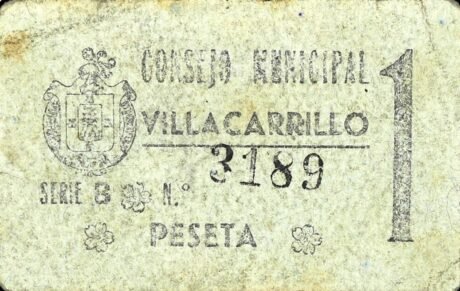 CONSEJO MUNICIPAL
VILLACARRILLO
3189
SERIE B N.º
PESETA
1